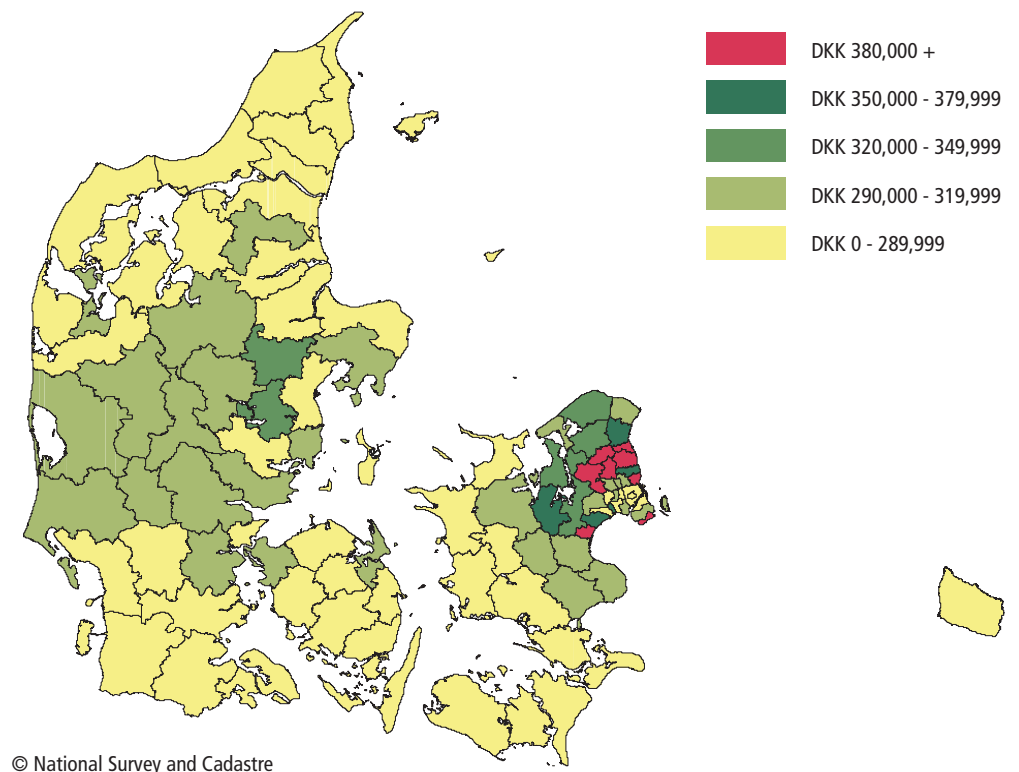 DKK 380,000 +
DKK 350,000 - 379,999
DKK 320,000 - 349,999
DKK 290,000 - 319,999
DKK 0 - 289,999
© National Survey and Cadastre